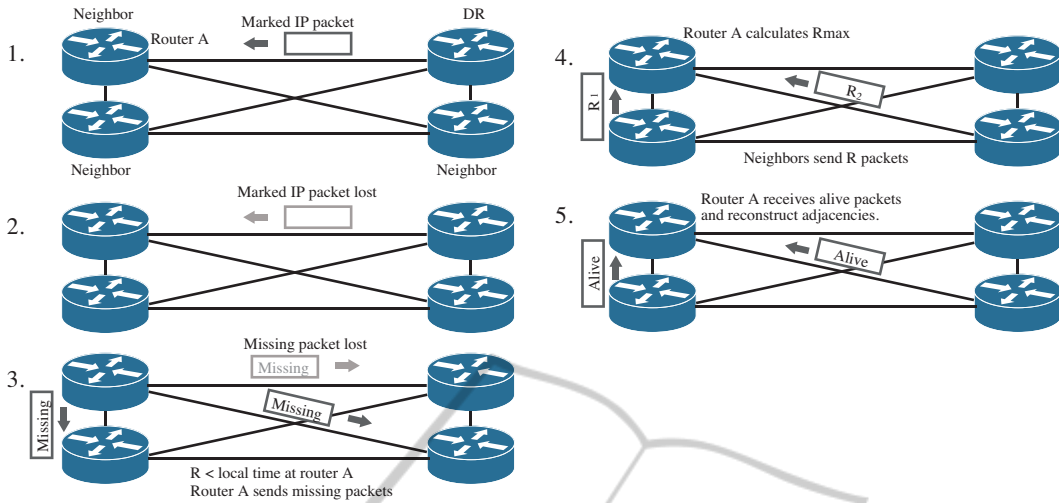 1.
Neighbor
DR
Router A
Marked IP packet
Neighbor
Neighbor
2.
Marked IP packet lost
3.
Missing packet lost
Missing
Missing
Missing
R < local time at router A
Router A sends missing packets
4.
Router A calculates Rmax
R1
R2
Neighbors send R packets
5.
Router A receives alive packets
and reconstruct adjacencies.
Alive
Alive